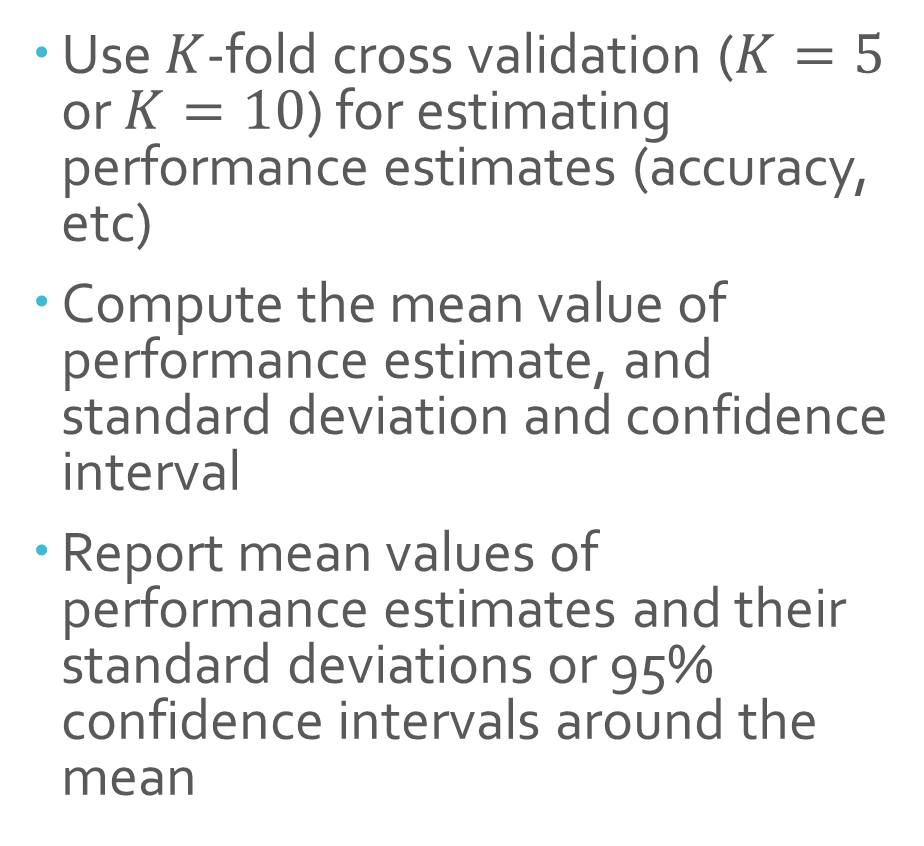 • Use K-fold cross validation (K = 5
or K = 10) for estimating
performance estimates (accuracy,
etc)
• Compute the mean value of
performance estimate, and
standard deviation and confidence
interval
• Report mean values of
performance estimates and their
standard deviations or 95%
confidence intervals around the
mean